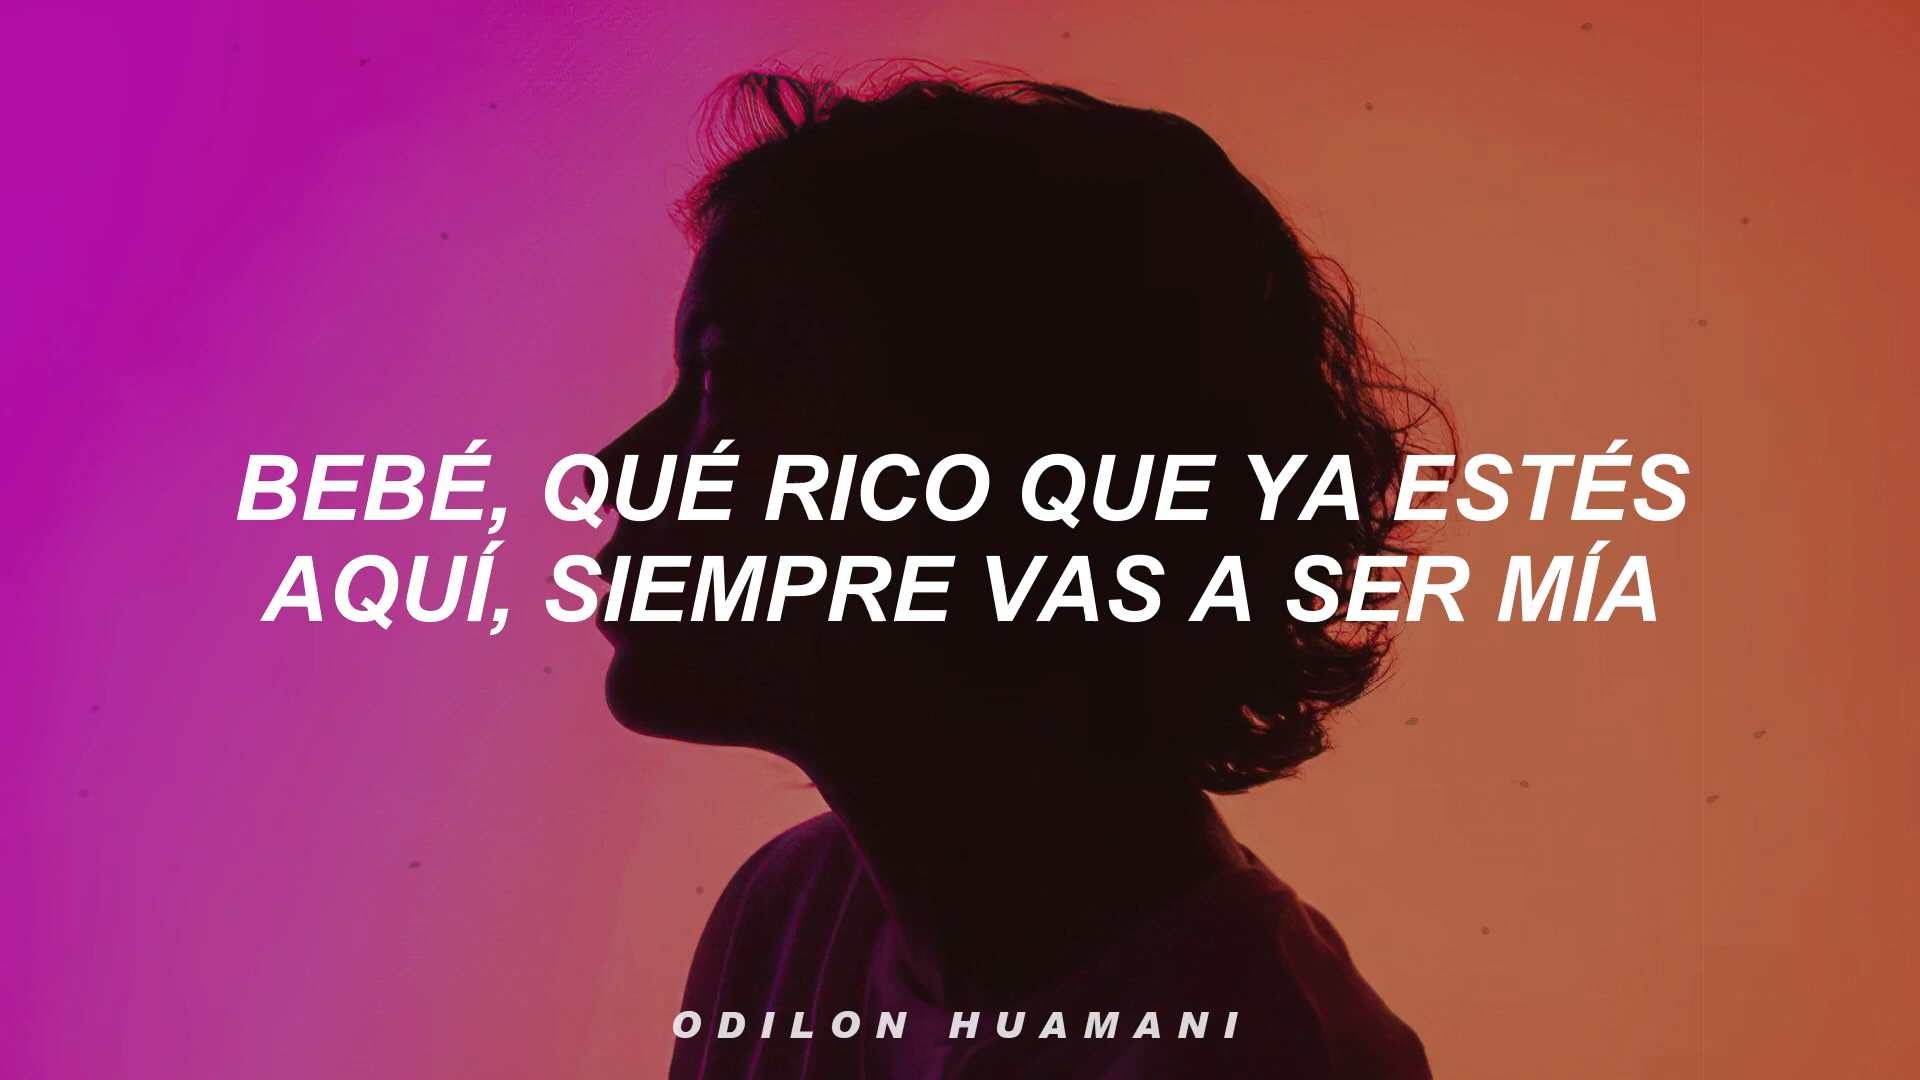 BEBÉ, QUÉ RICO QUE YA ESTÉS
AQUÍ, SIEMPRE VAS A SER MÍA
ODILON HUAMANI